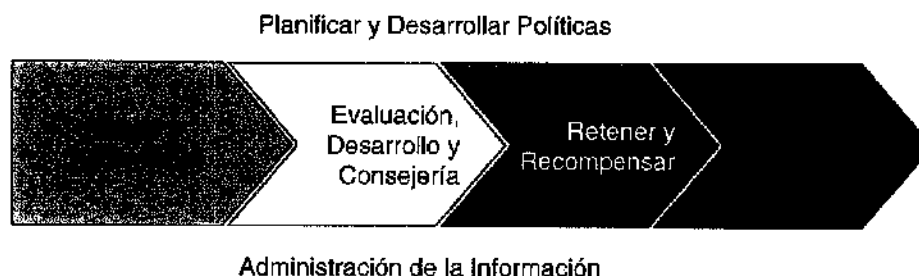 Planificar y Desarrollar Políticas
Evaluación,
Desarrollo y
Consejería
Retener y
Recompensar
Administración de la Información